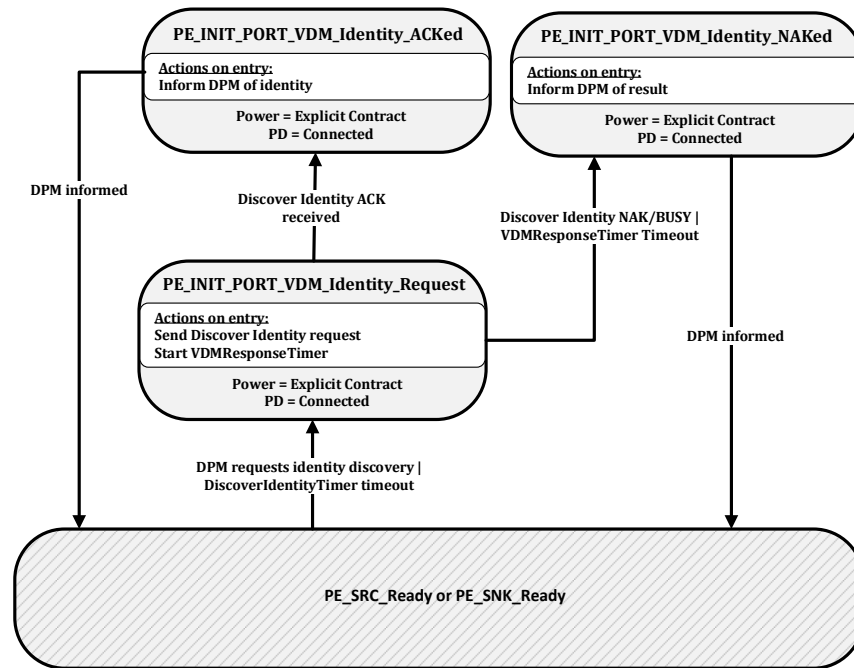 PE_INIT_PORT_VDM_Identity_ACKed
Actions on entry:
Inform DPM of identity
Power = Explicit Contract
PD = Connected
PE_INIT_PORT_VDM_Identity_NAKed
Actions on entry:
Inform DPM of result
Power = Explicit Contract
PD = Connected
DPM informed
Discover Identity ACK
received
Discover Identity NAK/BUSY |
VDMResponseTimer Timeout
PE_INIT_PORT_VDM_Identity_Request
Actions on entry:
Send Discover Identity request
Start VDMResponseTimer
Power = Explicit Contract
PD = Connected
DPM informed
DPM requests identity discovery |
DiscoverIdentityTimer timeout
PE_SRC_Ready or PE_SNK_Ready